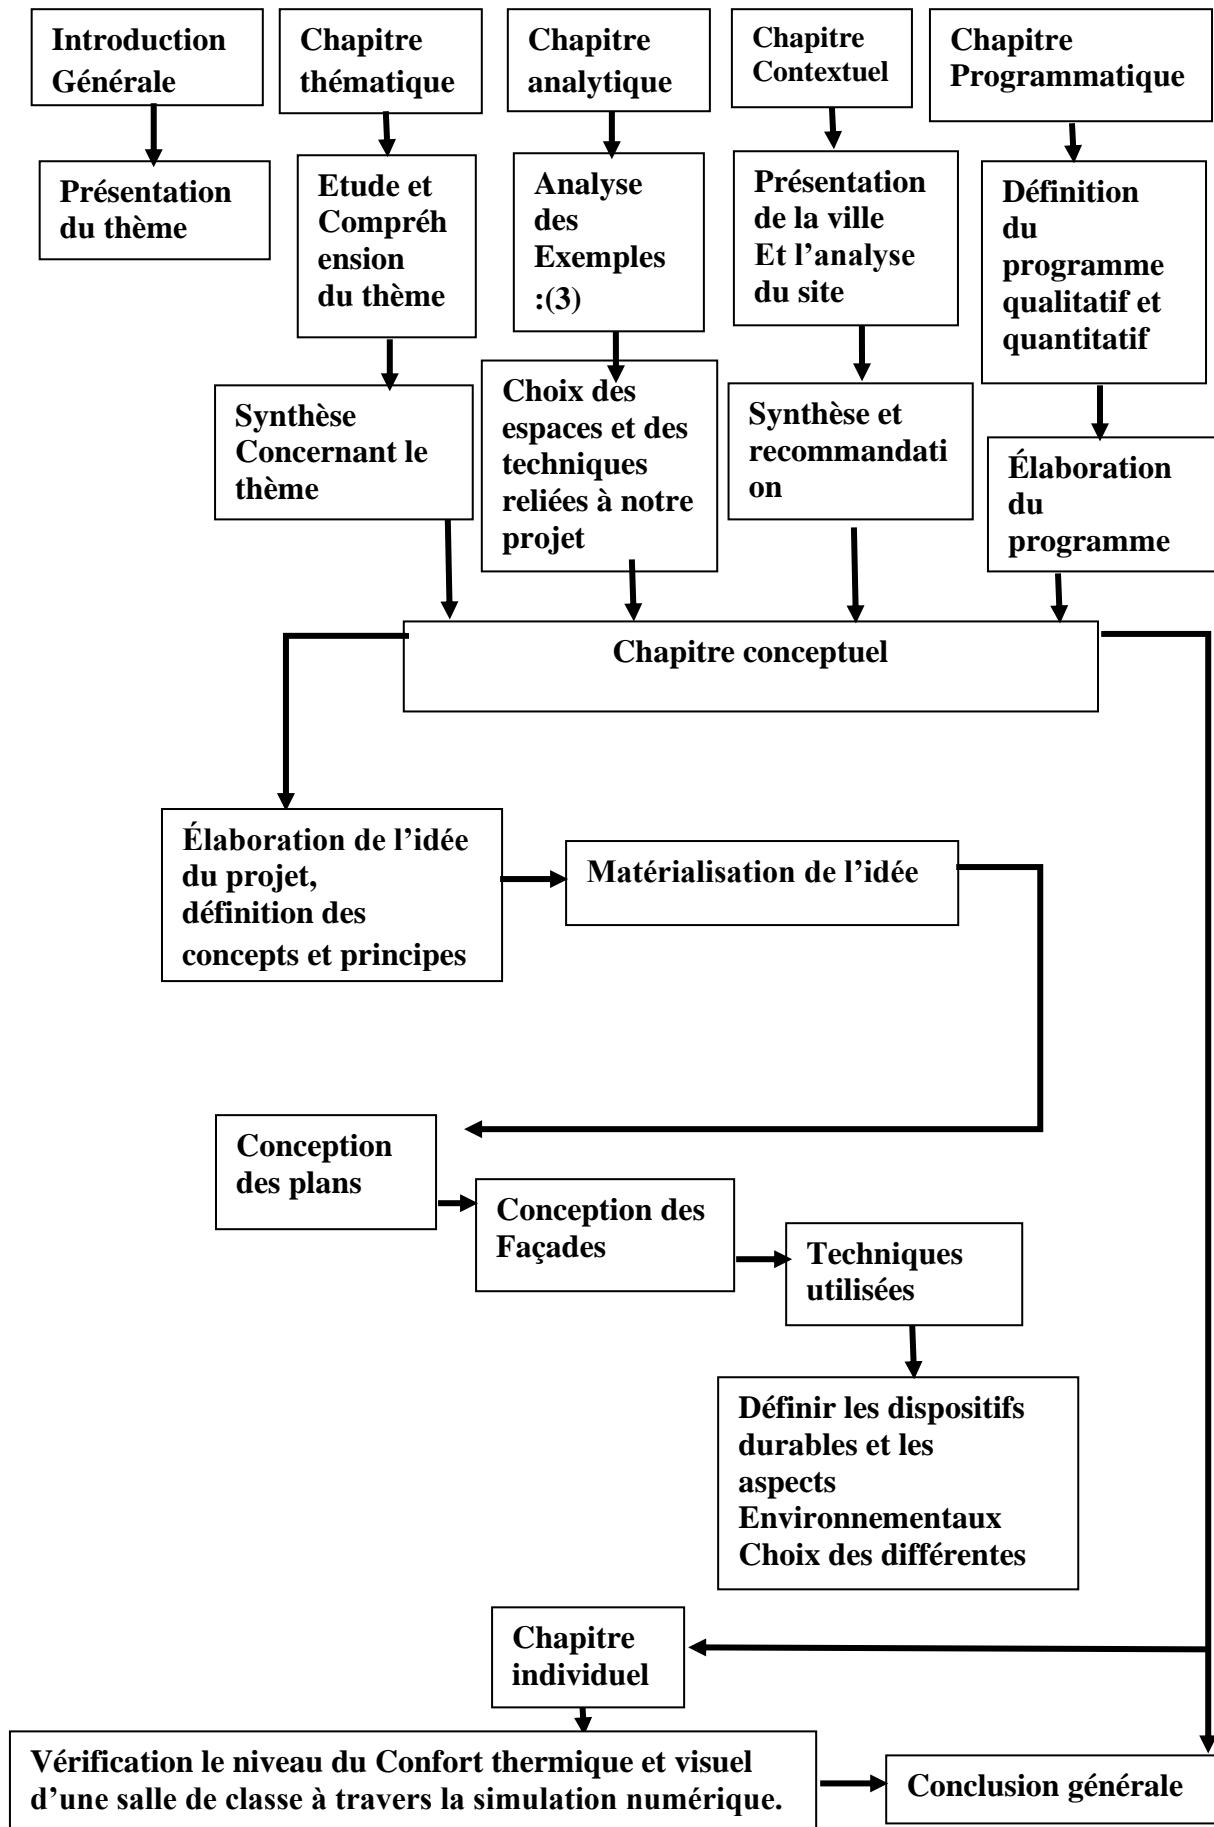 Introduction
Générale
Chapitre
thématique
Chapitre
analytique
Chapitre
Contextuel
Chapitre
Programmatique
Présentation
du thème
Etude et
Compréh
ension
du thème
Analyse
des
Exemples
:(3)
Présentation
de la ville
Et l’analyse
du site
Définition
du
programme
qualitatif et
quantitatif
Synthèse
Concernant le
thème
Choix des
espaces et des
techniques
reliées à notre
projet
Synthèse et
recommandati
on
Élaboration
du
programme
Chapitre conceptuel
Élaboration de l’idée
du projet,
définition des
concepts et principes
Matérialisation de l’idée
Conception
des plans
Conception des
Façades
Techniques
utilisées
Définir les dispositifs
durables et les
aspects
Environnementaux
Choix des différentes
Chapitre
individuel
Vérification le niveau du Confort thermique et visuel
d’une salle de classe à travers la simulation numérique.
Conclusion générale